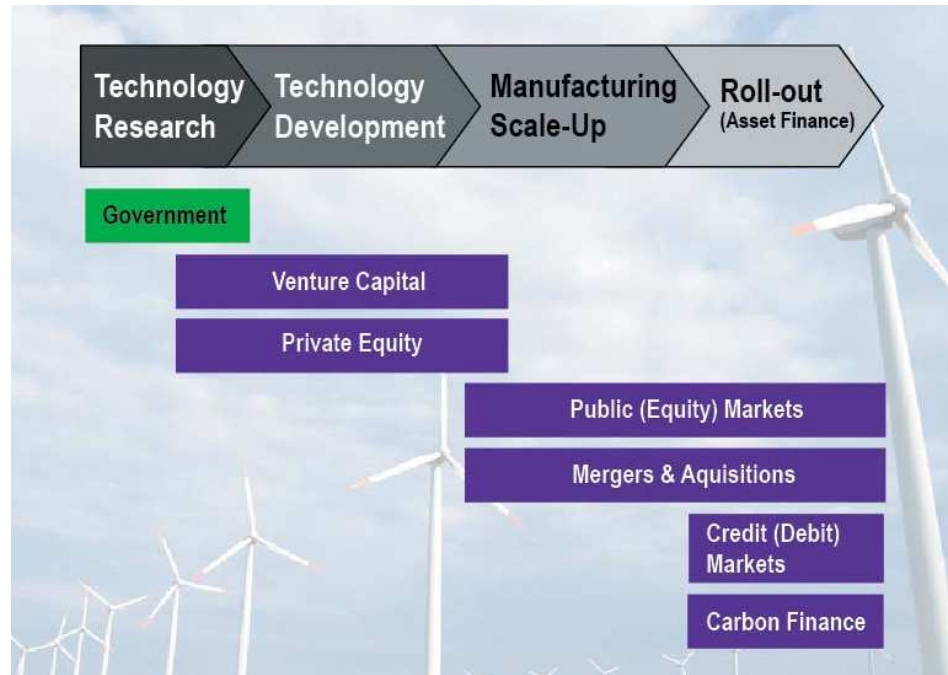 Technology
Research
Technology
Development
Manufacturing
Scale-Up
Roll-out
(Asset Finance)
Government
Venture Capital
Private Equity
Public (Equity) Markets
Mergers & Aquisitions
Credit (Debit)
Markets
Carbon Finance